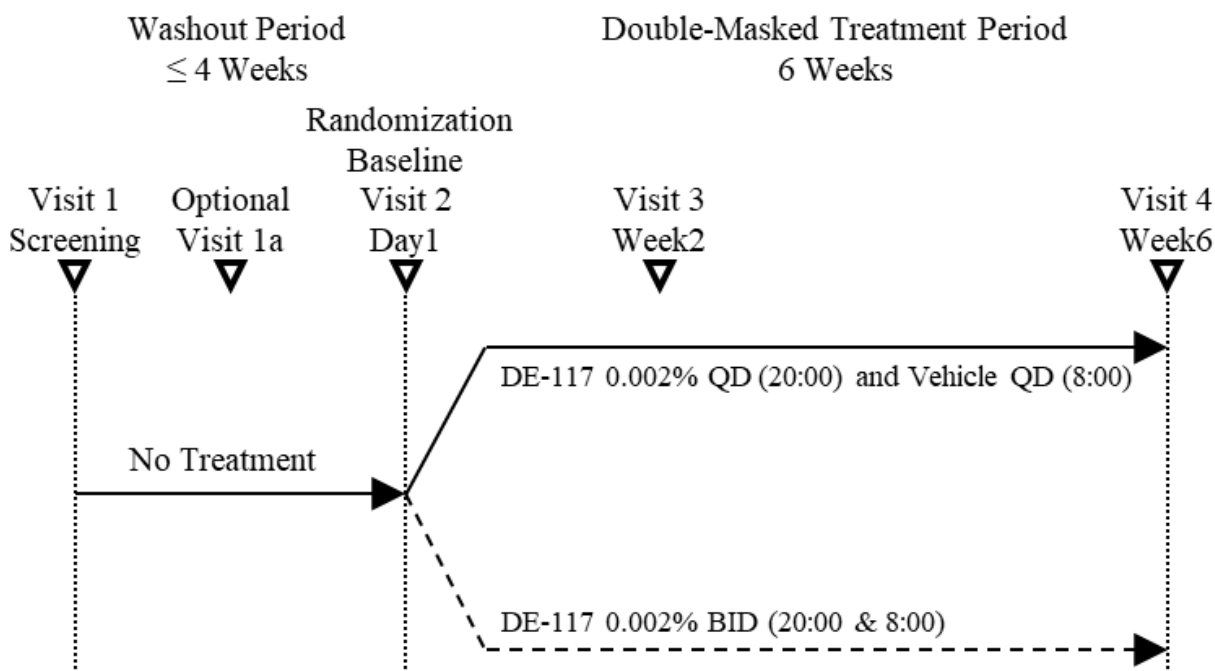 Washout Period
≤ 4 Weeks
Double-Masked Treatment Period
6 Weeks
Randomization
Baseline
Visit 1
Screening
Optional
Visit 1a
Visit 2
Day1
Visit 3
Week2
Visit 4
Week6
DE-117 0.002% QD (20:00) and Vehicle QD (8:00)
No Treatment
DE-117 0.002% BID (20:00 & 8:00)